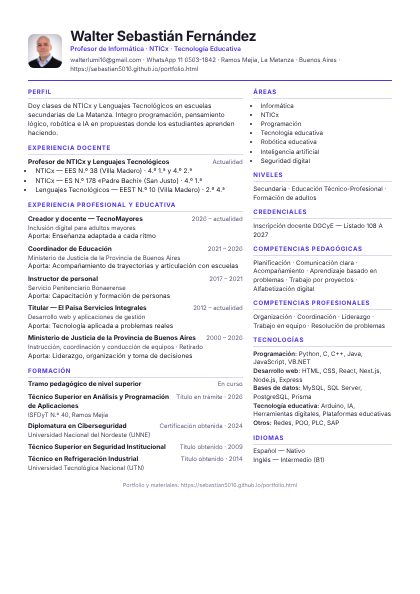 Walter Sebastián Fernández
Profesor de Informática · NTICx · Tecnología Educativa
walterlumi16@gmail.com · WhatsApp 11 0503-1842 · Ramos Mejía, La Matanza · Buenos Aires ·
https://sebastian5016.github.io/portfolio.html
PERFIL
Doy clases de NTICx y Lenguajes Tecnológicos en escuelas
secundarias de La Matanza. Integro programación, pensamiento
lógico, robótica e IA en propuestas donde los estudiantes aprenden
haciendo.
EXPERIENCIA DOCENTE
Profesor de NTICx y Lenguajes Tecnológicos Actualidad
• NTICx — EES N.º 38 (Villa Madero) · 4.º 1.ª y 4.º 2.ª
• NTICx — ES N.º 178 «Padre Bachi» (San Justo) · 4.º 1.ª
• Lenguajes Tecnológicos — EEST N.º 10 (Villa Madero) · 2.º 4.ª
EXPERIENCIA PROFESIONAL Y EDUCATIVA
Creador y docente — TecnoMayores 2020 – actualidad
Inclusión digital para adultos mayores
Aporta: Enseñanza adaptada a cada ritmo
Coordinador de Educación 2021 – 2026
Ministerio de Justicia de la Provincia de Buenos Aires
Aporta: Acompañamiento de trayectorias y articulación con escuelas
Instructor de personal 2017 – 2021
Servicio Penitenciario Bonaerense
Aporta: Capacitación y formación de personas
Titular — El Paisa Servicios Integrales 2012 – actualidad
Desarrollo web y aplicaciones de gestión
Aporta: Tecnología aplicada a problemas reales
Ministerio de Justicia de la Provincia de Buenos Aires 2000 – 2026
Instrucción, coordinación y conducción de equipos · Retirado
Aporta: Liderazgo, organización y toma de decisiones
FORMACIÓN
Tramo pedagógico de nivel superior En curso
Técnico Superior en Análisis y Programación Título en trámite · 2026
de Aplicaciones
ISFDyT N.º 40, Ramos Mejía
Diplomatura en Ciberseguridad Certificación obtenida · 2024
Universidad Nacional del Nordeste (UNNE)
Técnico Superior en Seguridad Institucional Título obtenido · 2009
Técnico en Refrigeración Industrial Título obtenido · 2014
Universidad Tecnológica Nacional (UTN)
ÁREAS
• Informática
• NTICx
• Programación
• Tecnología educativa
• Robótica educativa
• Inteligencia artificial
• Seguridad digital
NIVELES
Secundaria · Educación Técnico-Profesional ·
Formación de adultos
CREDENCIALES
Inscripción docente DGCyE — Listado 108 A
2027
COMPETENCIAS PEDAGÓGICAS
Planificación · Comunicación clara ·
Acompañamiento · Aprendizaje basado en
problemas · Trabajo por proyectos ·
Alfabetización digital
COMPETENCIAS PROFESIONALES
Organización · Coordinación · Liderazgo ·
Trabajo en equipo · Resolución de problemas
TECNOLOGÍAS
Programación: Python, C, C++, Java,
JavaScript, VB.NET
Desarrollo web: HTML, CSS, React, Next.js,
Node.js, Express
Bases de datos: MySQL, SQL Server,
PostgreSQL, Prisma
Tecnología educativa: Arduino, IA,
Herramientas digitales, Plataformas educativas
Otros: Redes, POO, PLC, SAP
IDIOMAS
Español — Nativo
Inglés — Intermedio (B1)
Portfolio y materiales: https://sebastian5016.github.io/portfolio.html